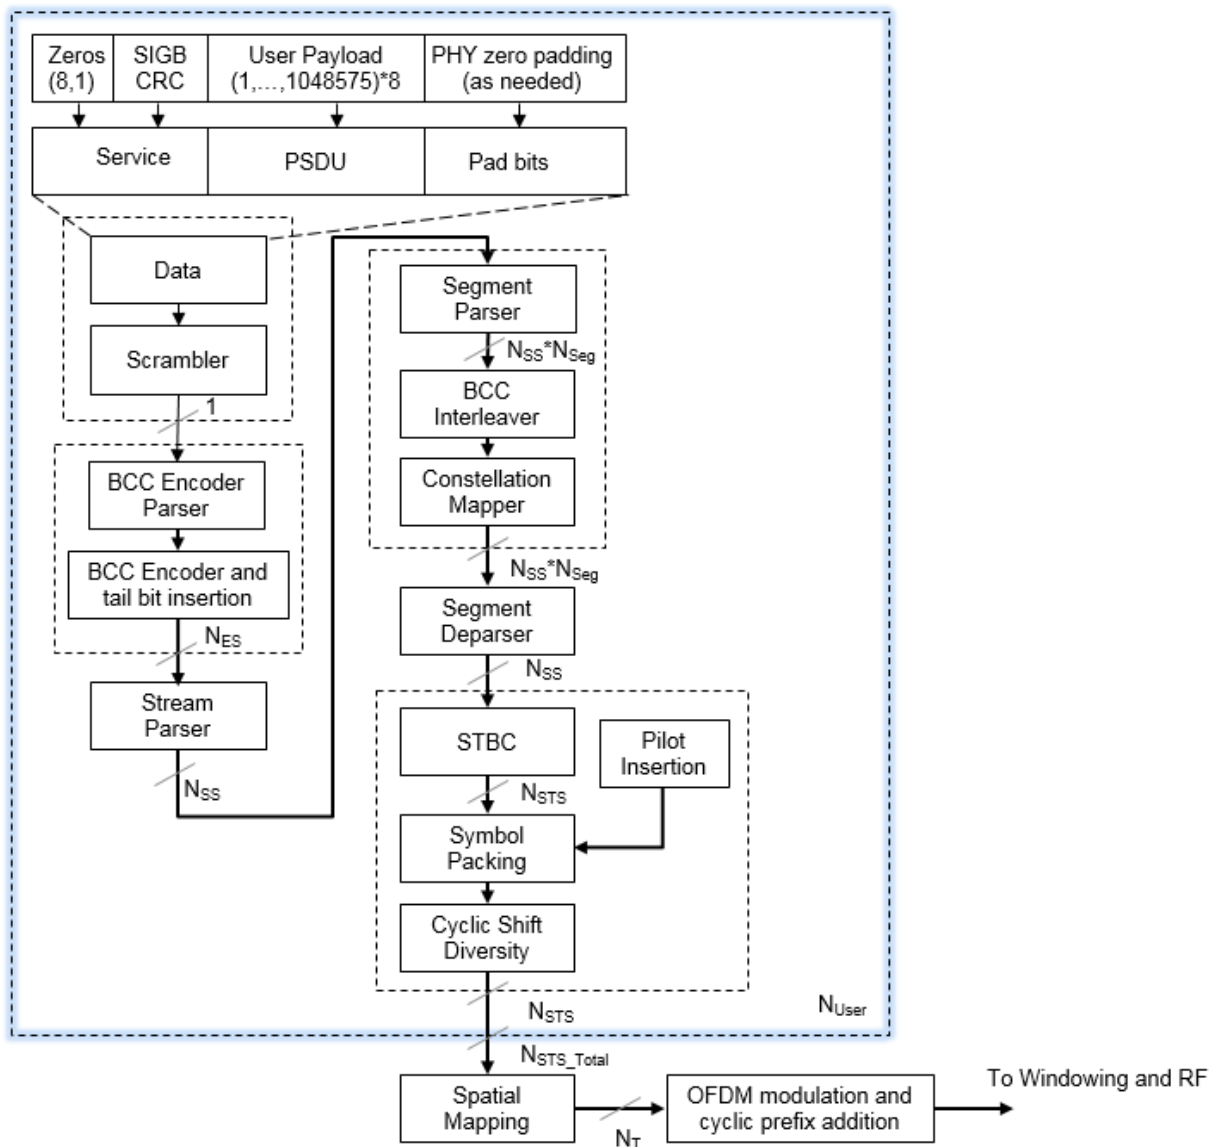 Zeros
(8,1)
SIGB
CRC
User Payload
(1,...,1048575)*8
PHY zero padding
(as needed)
Service
PSDU
Pad bits
Data
Scrambler
1
BCC Encoder
Parser
BCC Encoder and
tail bit insertion
NES
Stream
Parser
NSS
Segment
Parser
NSS*NSeg
BCC
Interleaver
Constellation
Mapper
NSS*NSeg
Segment
Deparser
NSS
STBC
Pilot
Insertion
NSTS
Symbol
Packing
Cyclic Shift
Diversity
NSTS
NUser
NSTS_Total
Spatial
Mapping
NT
OFDM modulation and
cyclic prefix addition
To Windowing and RF